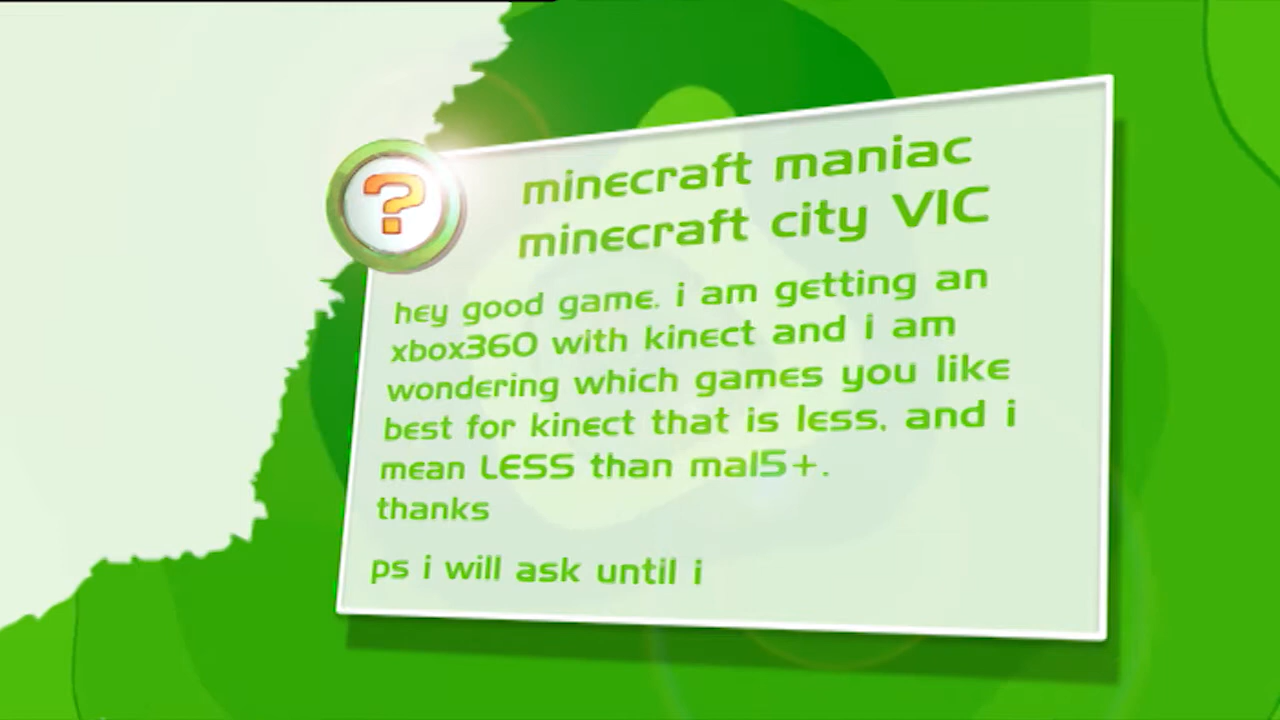 ?
minecraft maniac
minecraft city VIC
hey good game. i am getting an
xbox360 with kinect and i am
wondering which games you like
best for kinect that is less, and i
mean LESS than ma15+.
thanks
ps i will ask until i